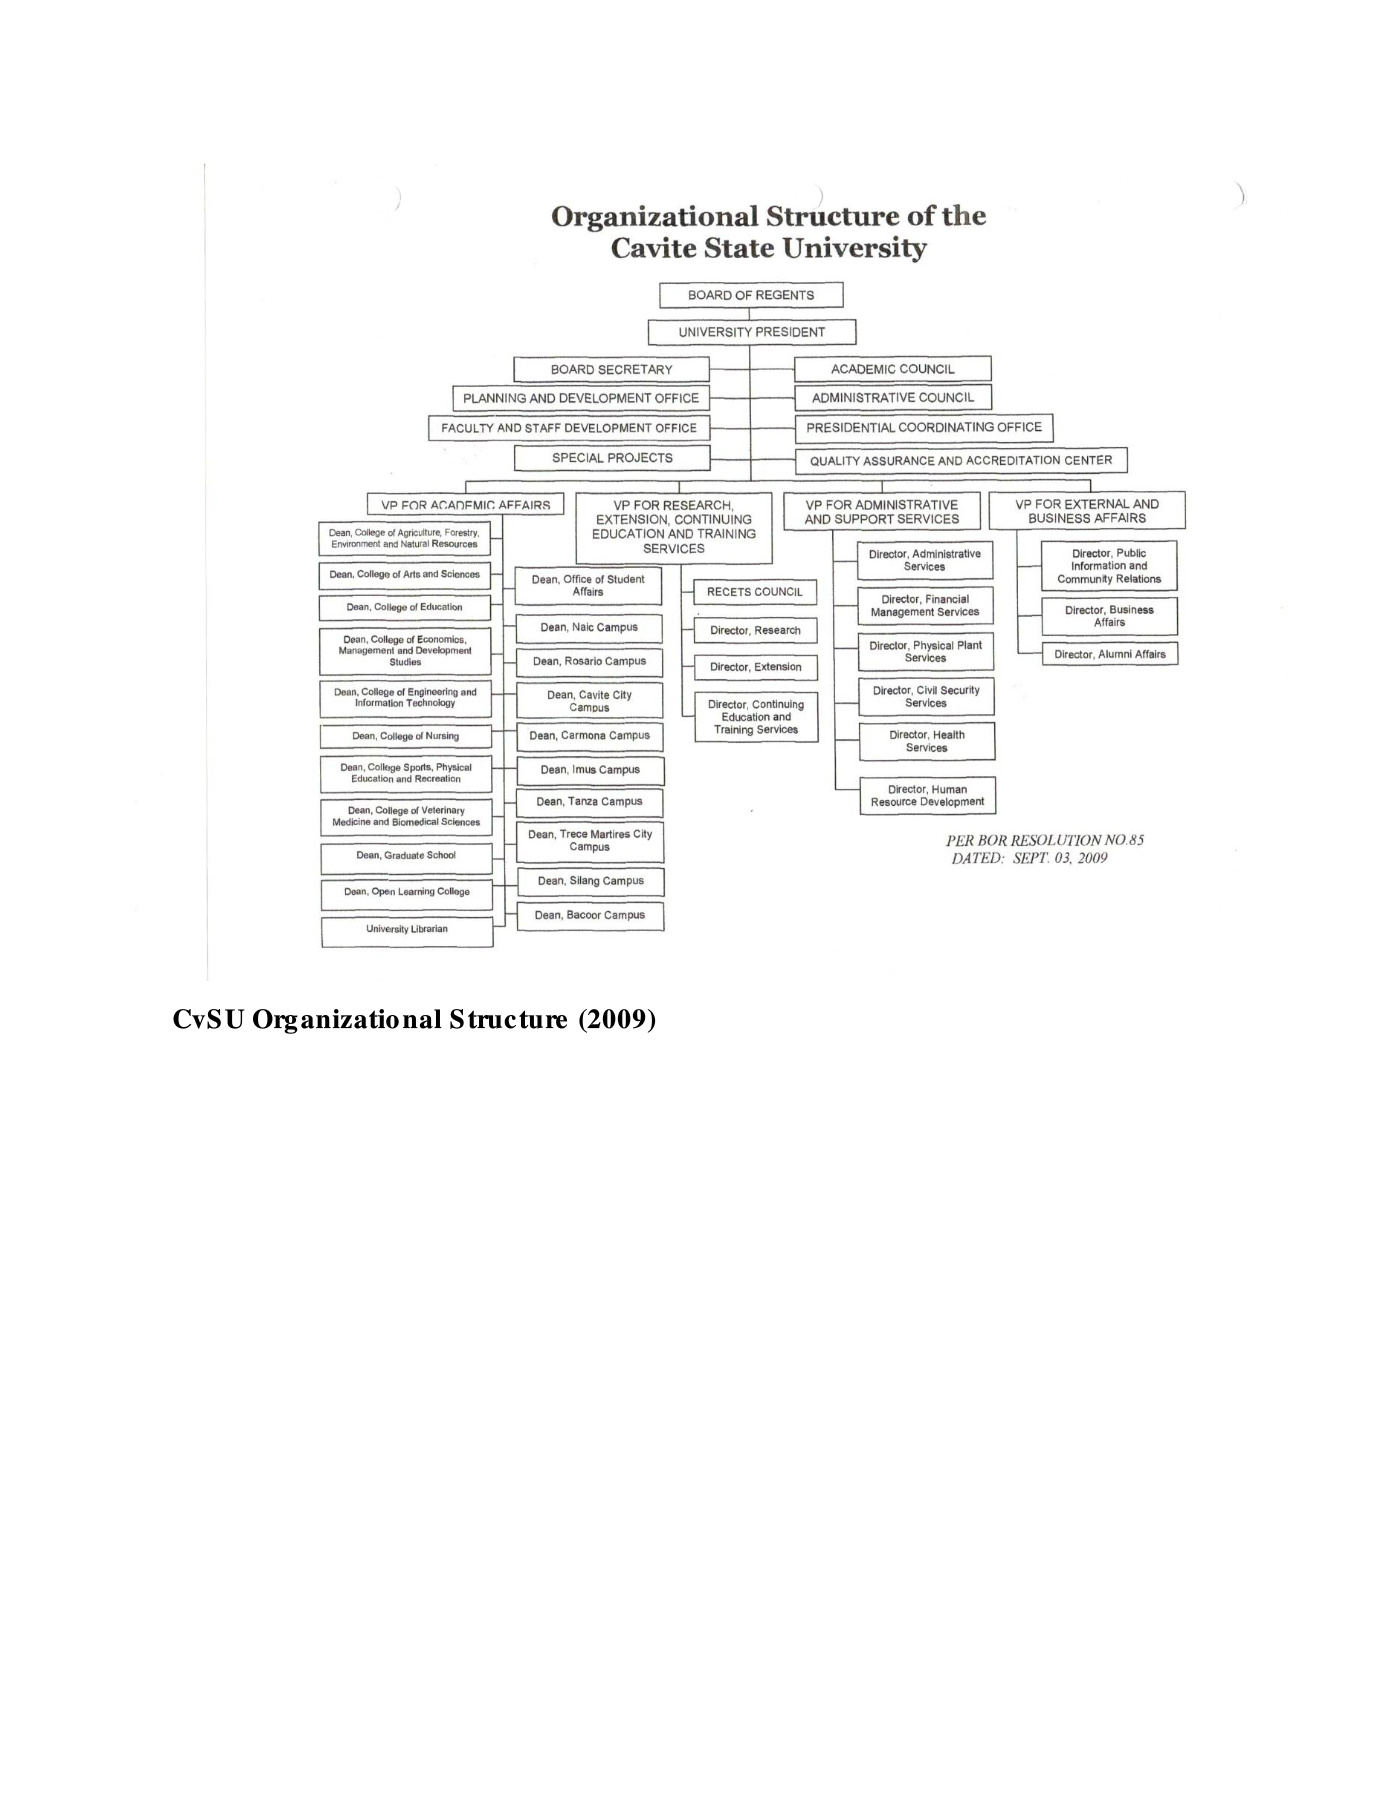 Organizational Structure of the
Cavite State University
BOARD OF REGENTS
UNIVERSITY PRESIDENT
BOARD SECRETARY
ACADEMIC COUNCIL
PLANNING AND DEVELOPMENT OFFICE
ADMINISTRATIVE COUNCIL
FACULTY AND STAFF DEVELOPMENT OFFICE
PRESIDENTIAL COORDINATING OFFICE
SPECIAL PROJECTS
QUALITY ASSURANCE AND ACCREDITATION CENTER
VP FOR ACADEMIC AFFAIRS
Dean, College of Agriculture, Forestry,
Environment and Natural Resources
Dean, College of Arts and Sciences
Dean, College of Education
Dean, College of Economics,
Management and Development
Studies
Dean, College of Engineering and
Information Technology
Dean, College of Nursing
Dean, College Sports, Physical
Education and Recreation
Dean, College of Veterinary
Medicine and Biomedical Sciences
Dean, Graduate School
Dean, Open Learning College
University Librarian
Dean, Office of Student
Affairs
Dean, Naic Campus
Dean, Rosario Campus
Dean, Cavite City
Campus
Dean, Carmona Campus
Dean, Imus Campus
Dean, Tanza Campus
Dean, Trece Martires City
Campus
Dean, Silang Campus
Dean, Bacoor Campus
VP FOR RESEARCH,
EXTENSION, CONTINUING
EDUCATION AND TRAINING
SERVICES
RECETS COUNCIL
Director, Research
Director, Extension
Director, Continuing
Education and
Training Services
VP FOR ADMINISTRATIVE
AND SUPPORT SERVICES
Director, Administrative
Services
Director, Financial
Management Services
Director, Physical Plant
Services
Director, Civil Security
Services
Director, Health
Services
Director, Human
Resource Development
VP FOR EXTERNAL AND
BUSINESS AFFAIRS
Director, Public
Information and
Community Relations
Director, Business
Affairs
Director, Alumni Affairs
PER BOR RESOLUTION NO.85
DATED: SEPT. 03, 2009
CvSU Organizational Structure (2009)